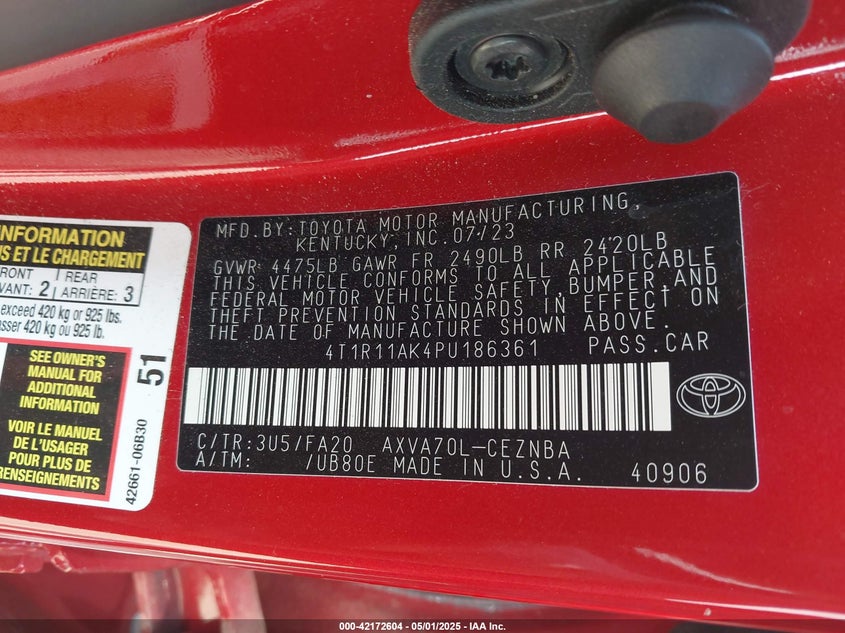 INFORMATION
US ET LE CHARGEMENT
FRONT
VANT: 2
REAR
ARRIÈRE: 3
exceed 420 kg or 925 lbs.
asser 420 kg ou 925 lb.
SEE OWNER'S
MANUAL FOR
ADDITIONAL
INFORMATION
VOIR LE MANUEL
DE L'USAGER
POUR PLUS DE
RENSEIGNEMENTS
51
42661-06B30
MFD.BY:TOYOTA MOTOR MANUFACTURING,
KENTUCKY, INC. 07/23
GVWR 4475LB GAWR FR 2490LB RR 2420LB
THIS VEHICLE CONFORMS TO ALL APPLICABLE
FEDERAL MOTOR VEHICLE SAFETY,BUMPER,AND
THEFT PREVENTION STANDARDS IN EFFECT ON
THE DATE OF MANUFACTURE SHOWN ABOVE.
4T1R11AK4PU186361 PASS.CAR
C/TR:3U5/FA20 AXVA70L-CEZNBA
A/TM: /UB80E MADE IN U.S.A. 40906
000-42172604 / 05/01/2025 - IAA Inc.